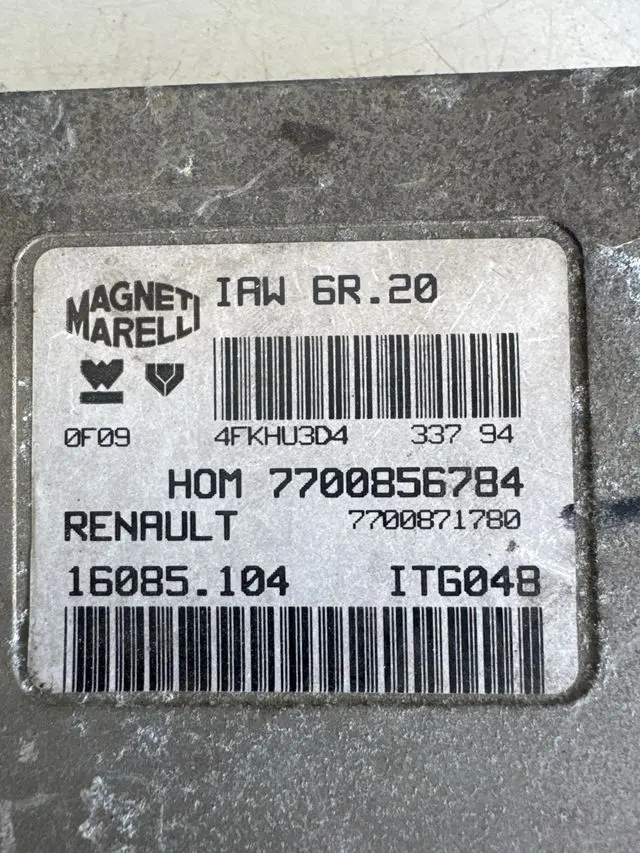 MAGNETI MARELLI
IAW 6R.20
0F09 4FKHU3D4 337 94
HOM 7700856784
RENAULT 7700871780
16085.104 ITG048